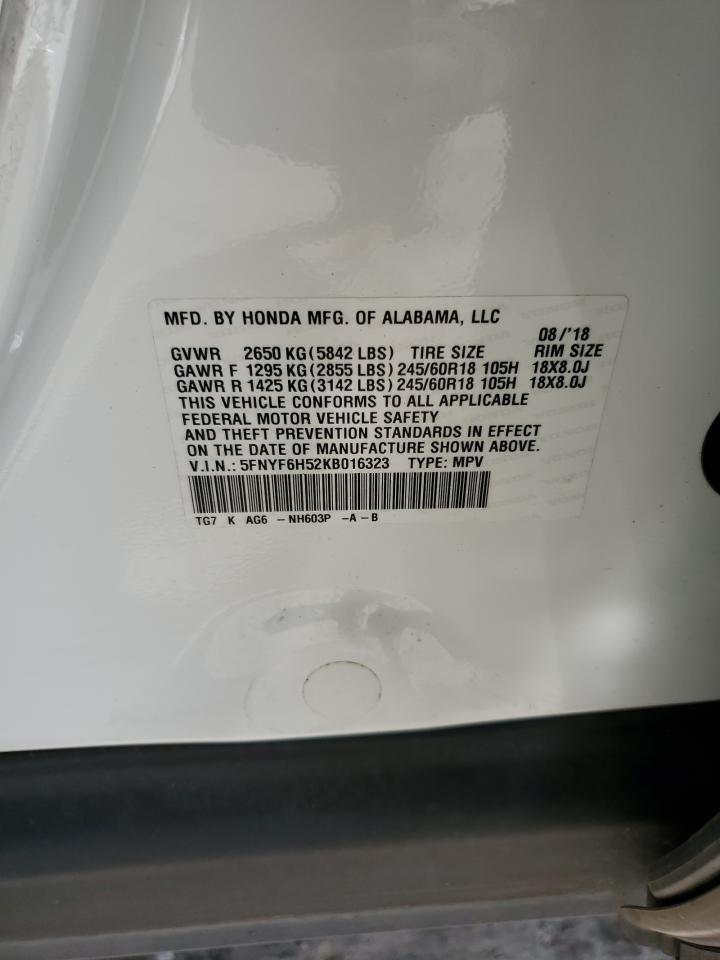 MFD. BY HONDA MFG. OF ALABAMA, LLC
08/'18
GVWR 2650 KG(5842 LBS) TIRE SIZE RIM SIZE
GAWR F 1295 KG(2855 LBS) 245/60R18 105H 18X8.0J
GAWR R 1425 KG(3142 LBS) 245/60R18 105H 18X8.0J
THIS VEHICLE CONFORMS TO ALL APPLICABLE
FEDERAL MOTOR VEHICLE SAFETY
AND THEFT PREVENTION STANDARDS IN EFFECT
ON THE DATE OF MANUFACTURE SHOWN ABOVE.
V.I.N.: 5FNYF6H52KB016323 TYPE: MPV
TG7 K AG6 -NH603P -A-B